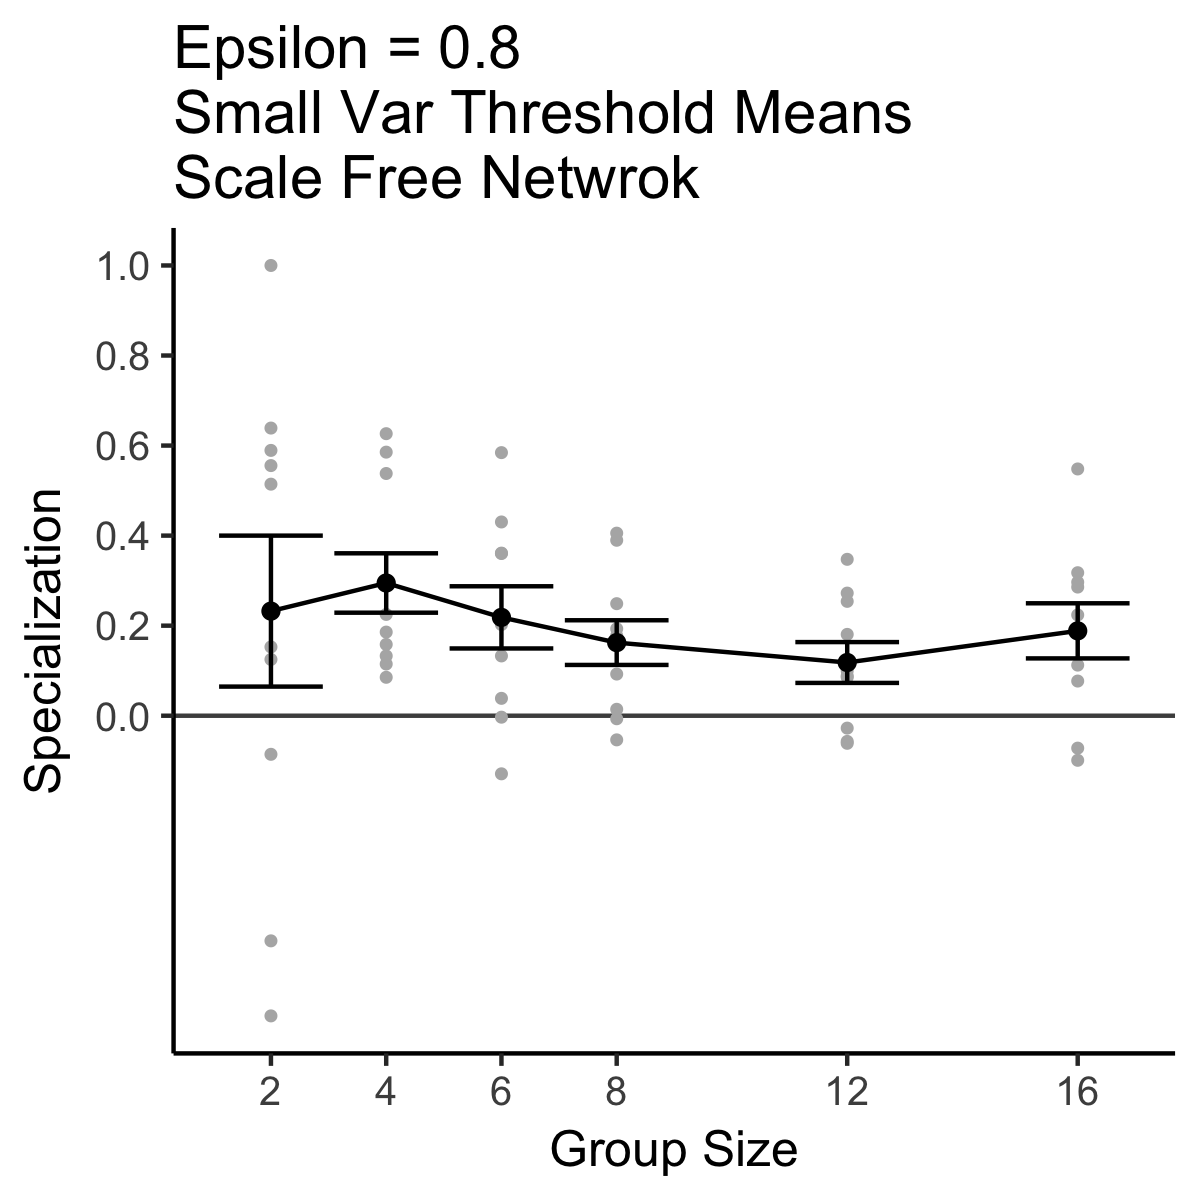 Epsilon = 0.8
Small Var Threshold Means
Scale Free Netwrok
1.0
0.8
0.6
0.4
0.2
0.0
Specialization
2 4 6 8 12 16
Group Size